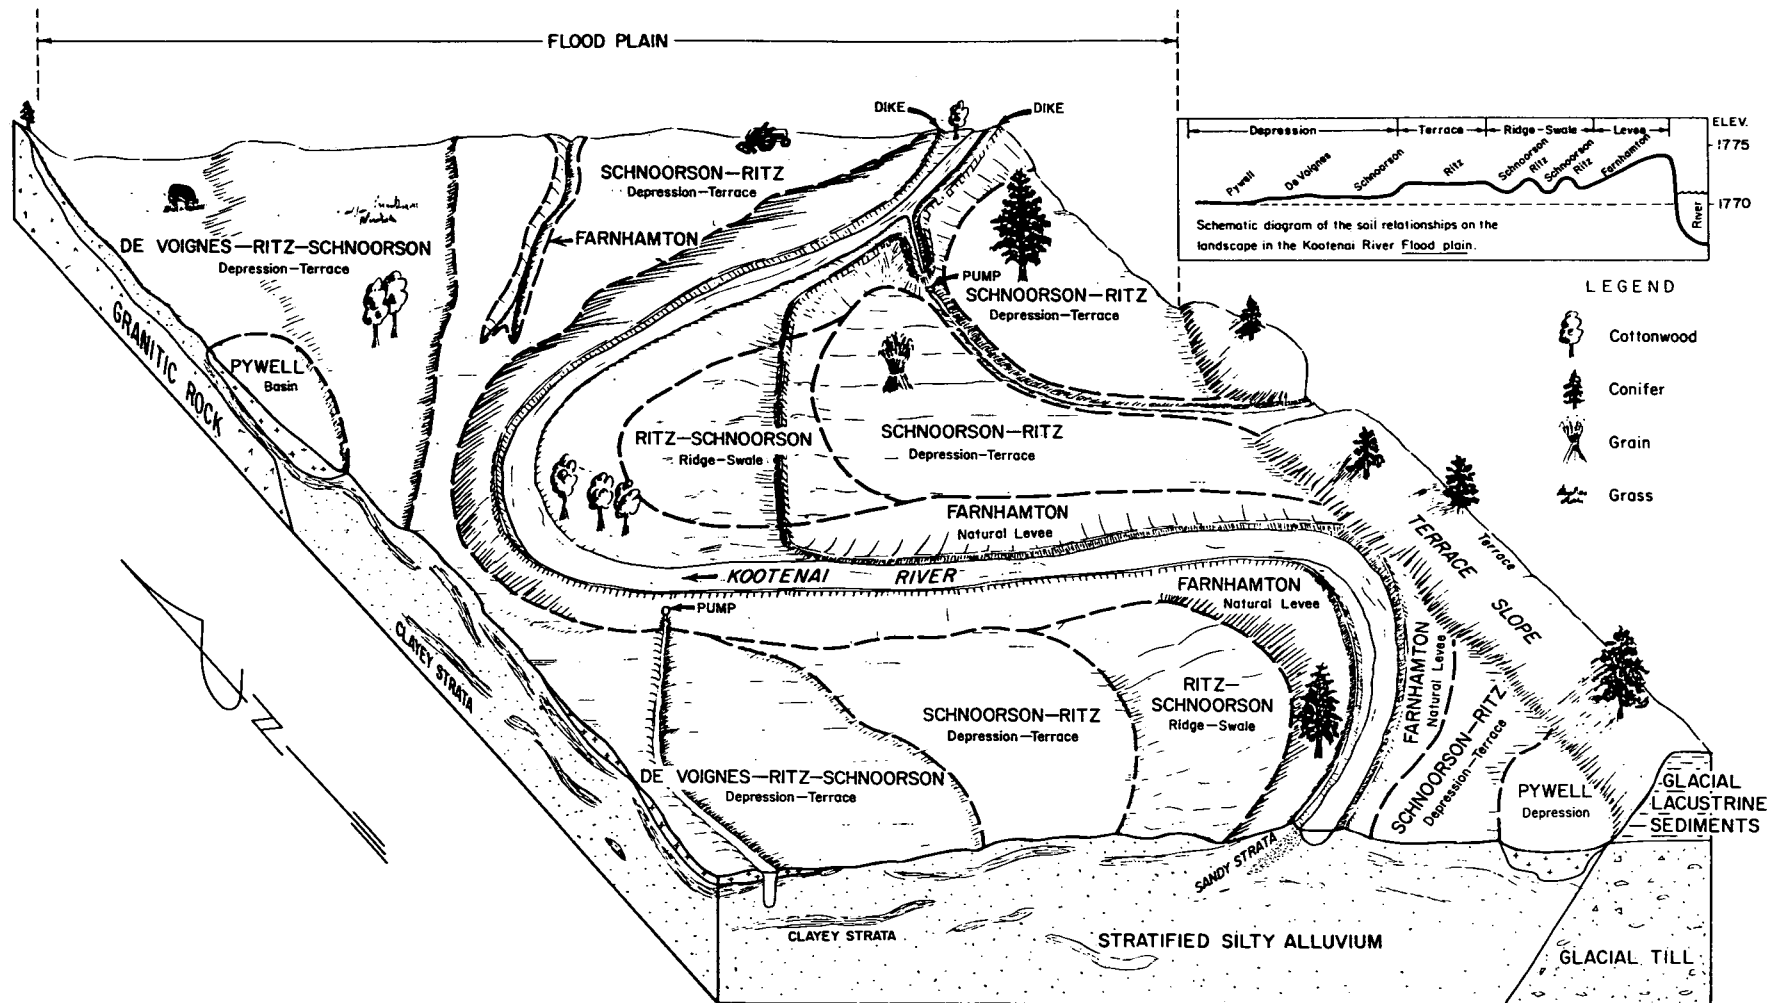 FLOOD PLAIN
DIKE
DIKE
SCHNOORSON–RITZ
Depression–Terrace
FARNHAMTON
DE VOIGNES–RITZ–SCHNOORSON
Depression–Terrace
GRANITIC ROCK
PYWELL
Basin
PUMP
SCHNOORSON–RITZ
Depression–Terrace
RITZ–SCHNOORSON
Ridge–Swale
SCHNOORSON–RITZ
Depression–Terrace
FARNHAMTON
Natural Levee
KOOTENAI RIVER
PUMP
FARNHAMTON
Natural Levee
TERRACE SLOPE
Terrace
CLAYEY STRATA
FARNHAMTON
Natural Levee
RITZ–
SCHNOORSON
Ridge–Swale
SCHNOORSON–RITZ
Depression–Terrace
SCHNOORSON–RITZ
Depression–Terrace
DE VOIGNES–RITZ–SCHNOORSON
Depression–Terrace
PYWELL
Depression
GLACIAL
LACUSTRINE
SEDIMENTS
SANDY STRATA
CLAYEY STRATA
STRATIFIED SILTY ALLUVIUM
GLACIAL TILL
N
ELEV.
Depression Terrace Ridge–Swale Levee
1775
Pywell De Voignes Schnoorson Ritz Schnoorson Ritz Schnoorson Ritz Farnhamton
1770
River
Schematic diagram of the soil relationships on the
landscape in the Kootenai River Flood plain.
LEGEND
Cottonwood
Conifer
Grain
Grass